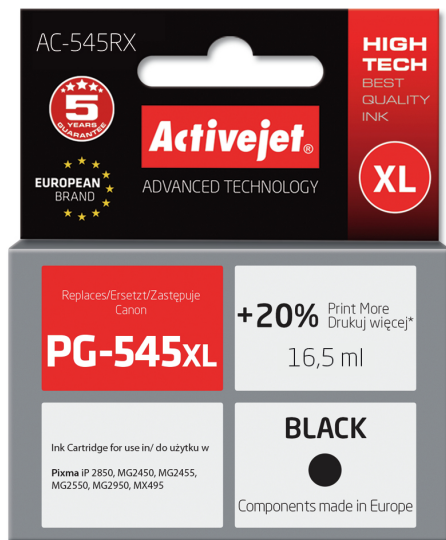 AC-545RX
HIGH
TECH
BEST
QUALITY
INK
5
YEARS
GUARANTEE
Activejet®
EUROPEAN
BRAND
ADVANCED TECHNOLOGY
XL
Replaces/Ersetzt/Zastępuje
Canon
PG-545XL
+20% Print More
Drukuj więcej*
16,5 ml
Ink Cartridge for use in/ do użytku w
Pixma iP 2850, MG2450, MG2455,
MG2550, MG2950, MX495
BLACK
Components made in Europe